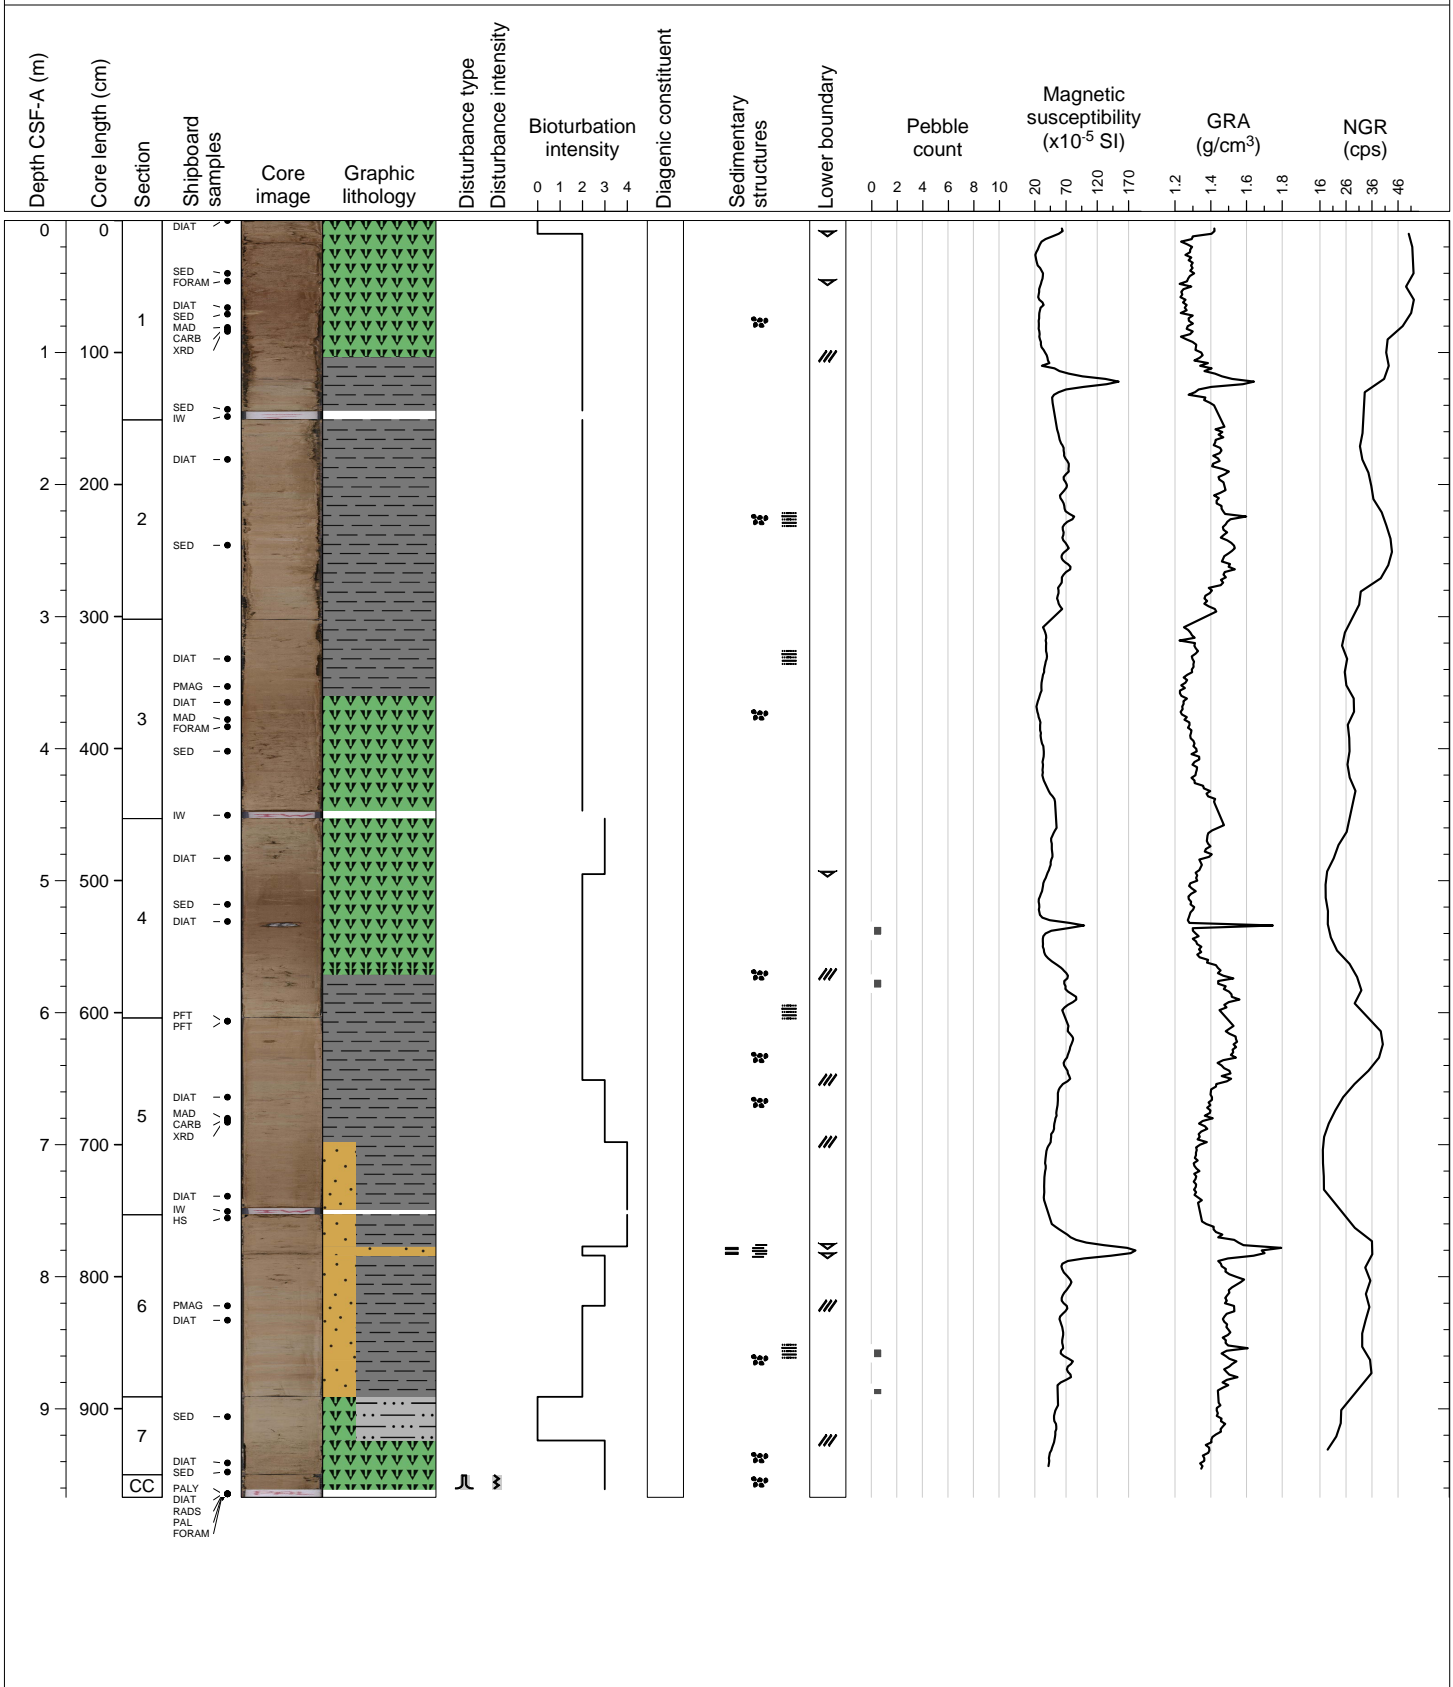 Depth CSF-A (m)
Core length (cm)
Section
Shipboard
samples
Core
image
Graphic
lithology
Disturbance type
Disturbance intensity
Bioturbation
intensity
0 1 2 3 4
Diagenic constituent
Sedimentary
structures
Lower boundary
Pebble
count
0 2 4 6 8 10
Magnetic
susceptibility
(x10-5 SI)
20 70 120 170
GRA
(g/cm3)
1.2 1.4 1.6 1.8
NGR
(cps)
16 26 36 46
0 0
DIAT
SED
FORAM
DIAT
SED
1
MAD
CARB
XRD
1 100
SED
IW
DIAT
2 200
2
SED
3 300
DIAT
PMAG
DIAT
MAD
3
FORAM
4 400
SED
IW
DIAT
5 500
SED
4
DIAT
6 600
PFT
PFT
DIAT
MAD
5
CARB
XRD
7 700
DIAT
IW
HS
8 800
PMAG
6
DIAT
9 900
SED
7
DIAT
SED
CC
PALY
DIAT
RADS
PAL
FORAM